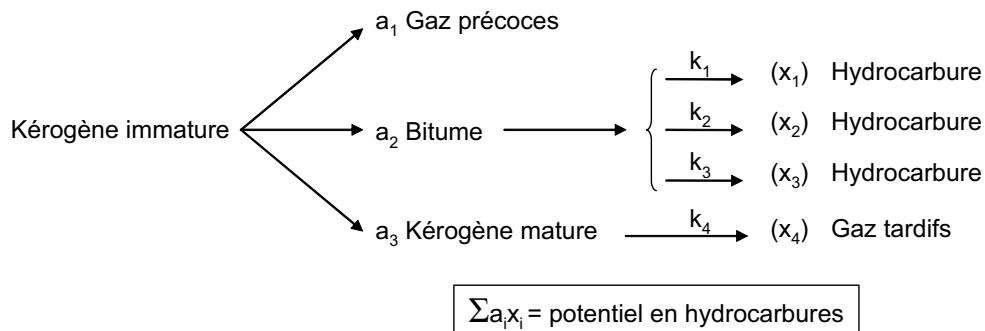 a₁ Gaz précoces
k₁ (x₁) Hydrocarbure
Kérogène immature a₂ Bitume k₂ (x₂) Hydrocarbure
k₃ (x₃) Hydrocarbure
a₃ Kérogène mature k₄ (x₄) Gaz tardifs
Σaᵢxᵢ = potentiel en hydrocarbures